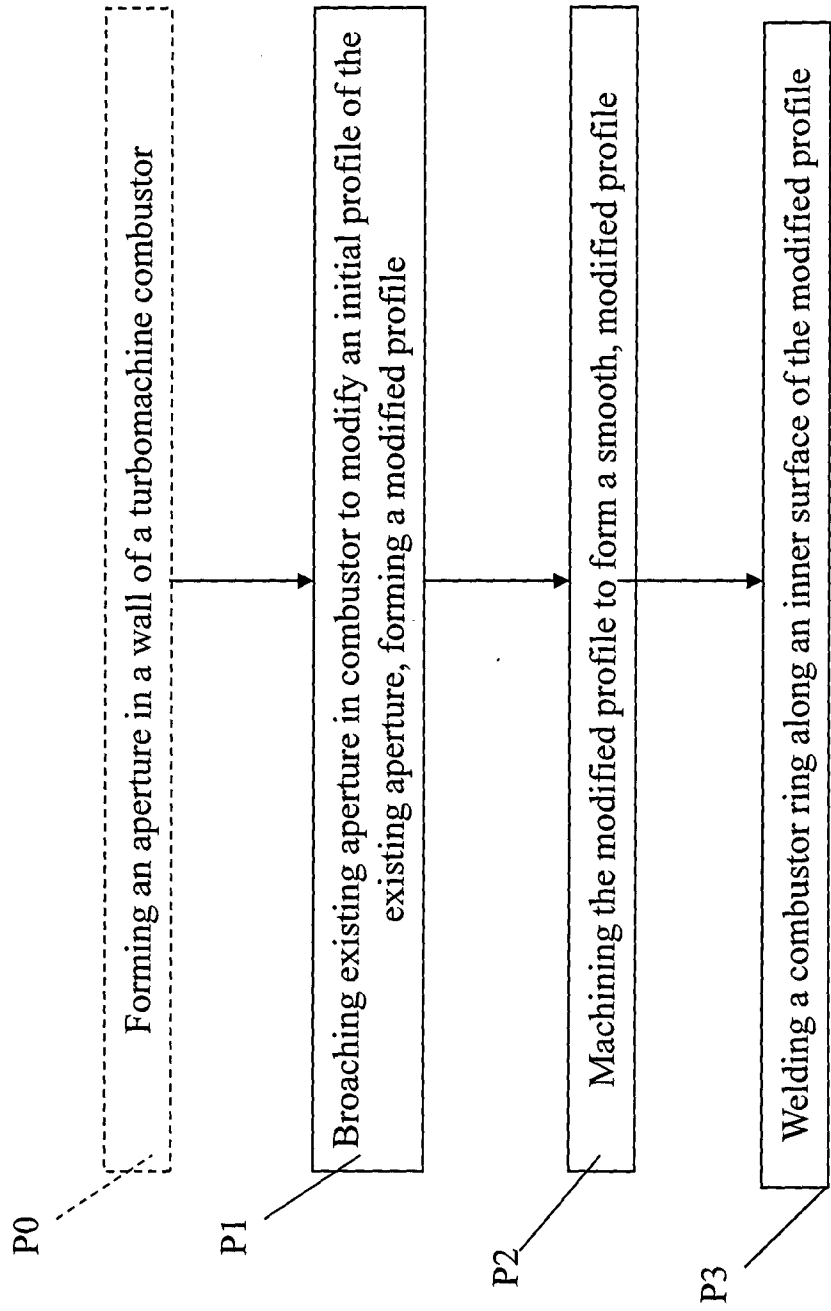 P0
Forming an aperture in a wall of a turbomachine combustor
P1
Broaching existing aperture in combustor to modify an initial profile of the
existing aperture, forming a modified profile
P2
Machining the modified profile to form a smooth, modified profile
P3
Welding a combustor ring along an inner surface of the modified profile